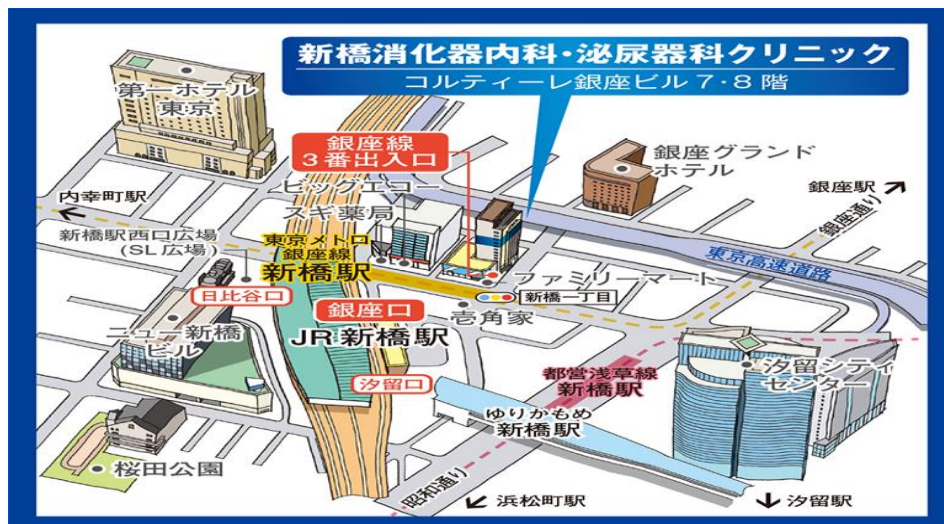 新橋消化器内科・泌尿器科クリニック
コルティーレ銀座ビル7・8階
第一ホテル
東京
銀座線
3番出入口
銀座グランド
ホテル
ビッグエコー
スギ薬局
内幸町駅
銀座駅
銀座通り
新橋駅西口広場
(SL広場)
東京メトロ
銀座線
新橋駅
東京高速道路
ファミリーマート
日比谷口
新橋一丁目
銀座口
壱角家
ニュー新橋
ビル
JR新橋駅
汐留口
都営浅草線
新橋駅
汐留シティ
センター
ゆりかもめ
新橋駅
桜田公園
昭和通り
浜松町駅
汐留駅